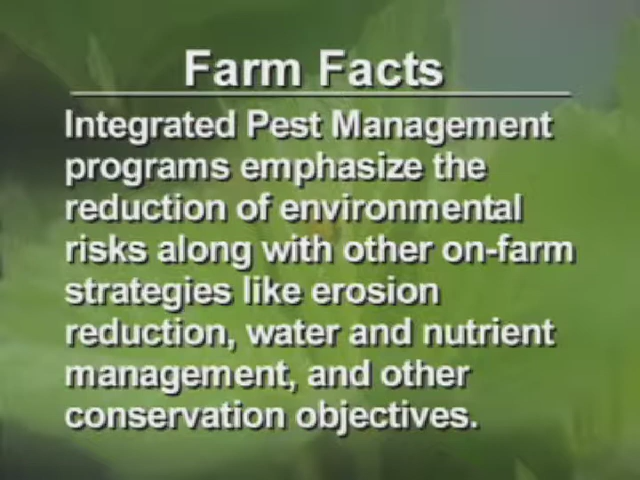 Farm Facts
Integrated Pest Management
programs emphasize the
reduction of environmental
risks along with other on-farm
strategies like erosion
reduction, water and nutrient
management, and other
conservation objectives.